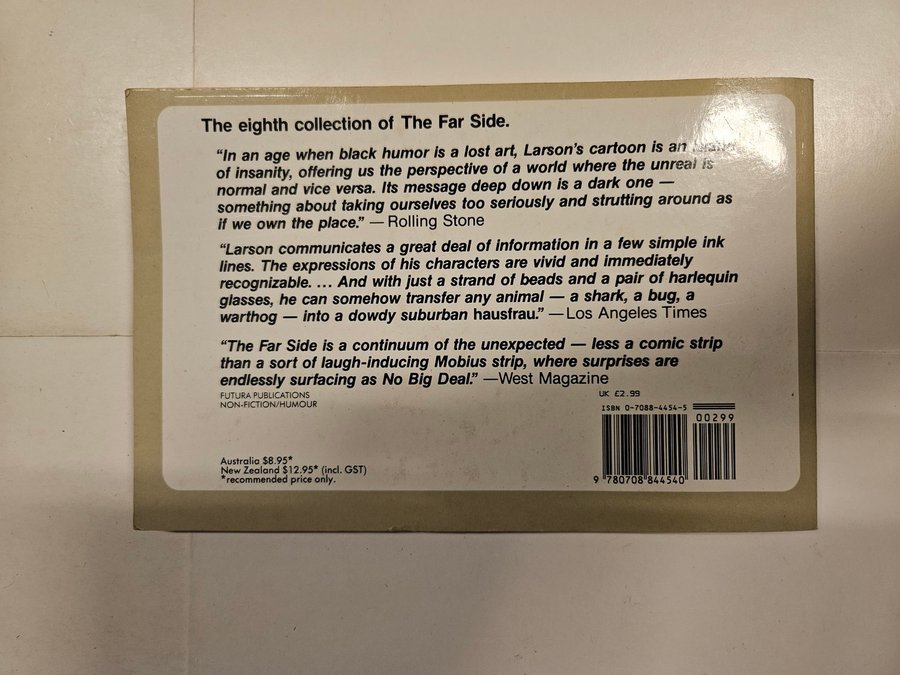 The eighth collection of The Far Side.
“In an age when black humor is a lost art, Larson’s cartoon is an
of insanity, offering us the perspective of a world where the unreal is
normal and vice versa. Its message deep down is a dark one —
something about taking ourselves too seriously and strutting around as
if we own the place.” — Rolling Stone
“Larson communicates a great deal of information in a few simple ink
lines. The expressions of his characters are vivid and immediately
recognizable. ... And with just a strand of beads and a pair of harlequin
glasses, he can somehow transfer any animal — a shark, a bug, a
warthog — into a dowdy suburban hausfrau.” — Los Angeles Times
“The Far Side is a continuum of the unexpected — less a comic strip
than a sort of laugh-inducing Mobius strip, where surprises are
endlessly surfacing as No Big Deal.” —West Magazine
FUTURA PUBLICATIONS
NON-FICTION/HUMOUR
UK £2.99
ISBN 0-7088-4454-5
00299
9 780708 844540
Australia $8.95*
New Zealand $12.95* (incl. GST)
*recommended price only.